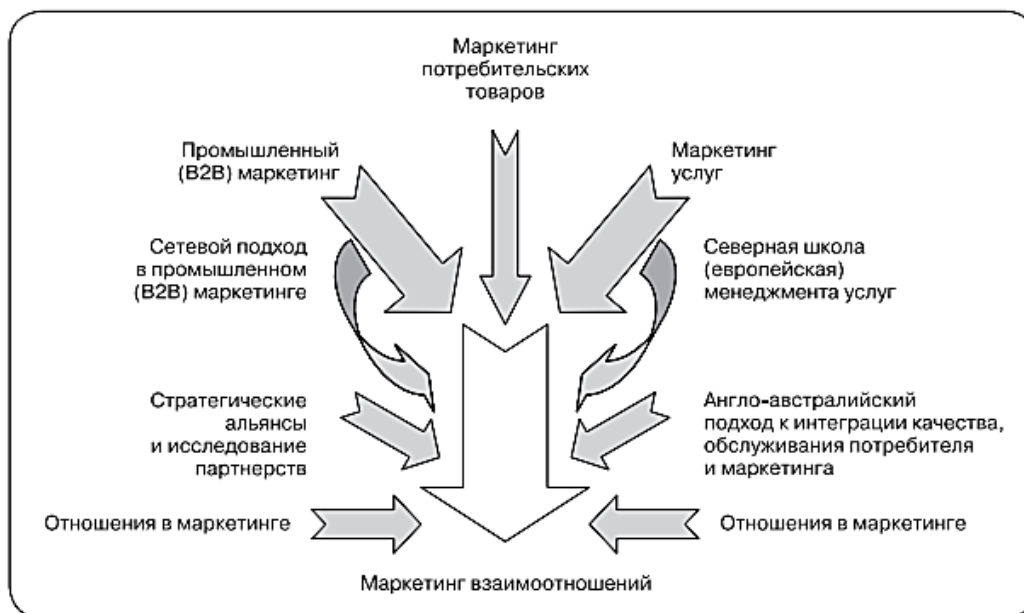 Маркетинг
потребительских
товаров
Промышленный
(B2B) маркетинг
Маркетинг
услуг
Сетевой подход
в промышленном
(B2B) маркетинге
Северная школа
(европейская)
менеджмента услуг
Стратегические
альянсы
и исследование
партнерств
Англо-австралийский
подход к интеграции качества,
обслуживания потребителя
и маркетинга
Отношения в маркетинге
Отношения в маркетинге
Маркетинг взаимоотношений